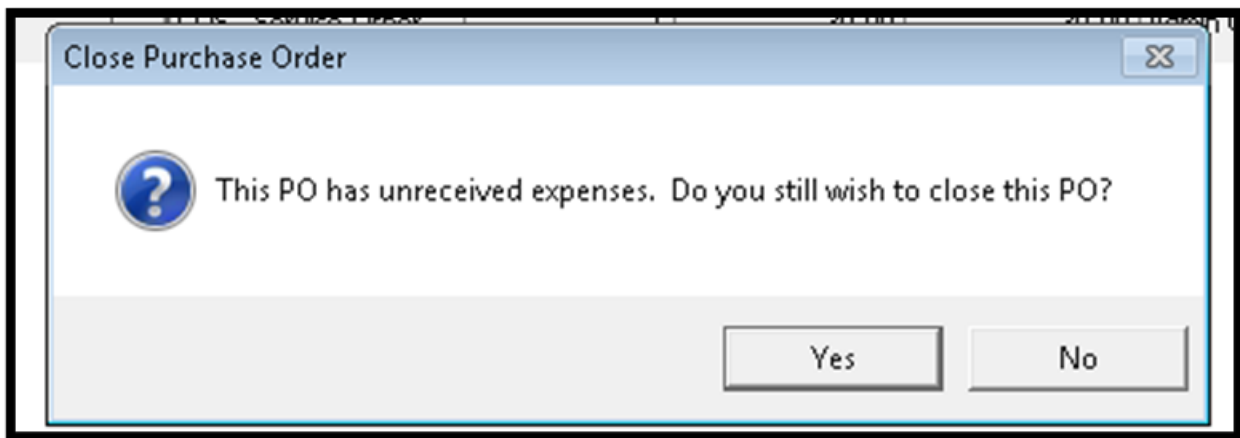 Close Purchase Order
This PO has unreceived expenses.  Do you still wish to close this PO?
Yes
No